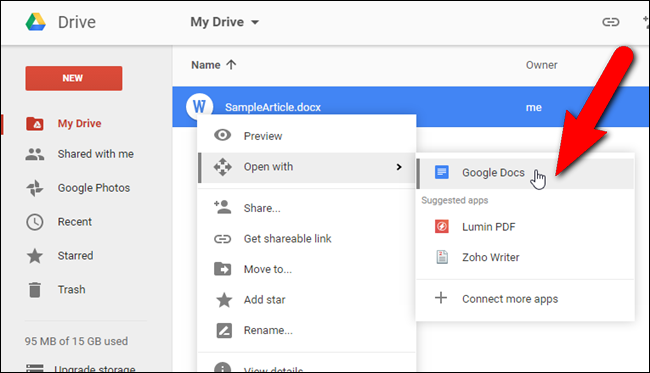 Drive
My Drive
Name
Owner
NEW
W
SampleArticle.docx
me
My Drive
Shared with me
Google Photos
Recent
Starred
Trash
95 MB of 15 GB used
Upgrade storage
Preview
Open with
Share...
Get shareable link
Move to...
Add star
Rename...
View details
Google Docs
Suggested apps
Lumin PDF
Zoho Writer
Connect more apps